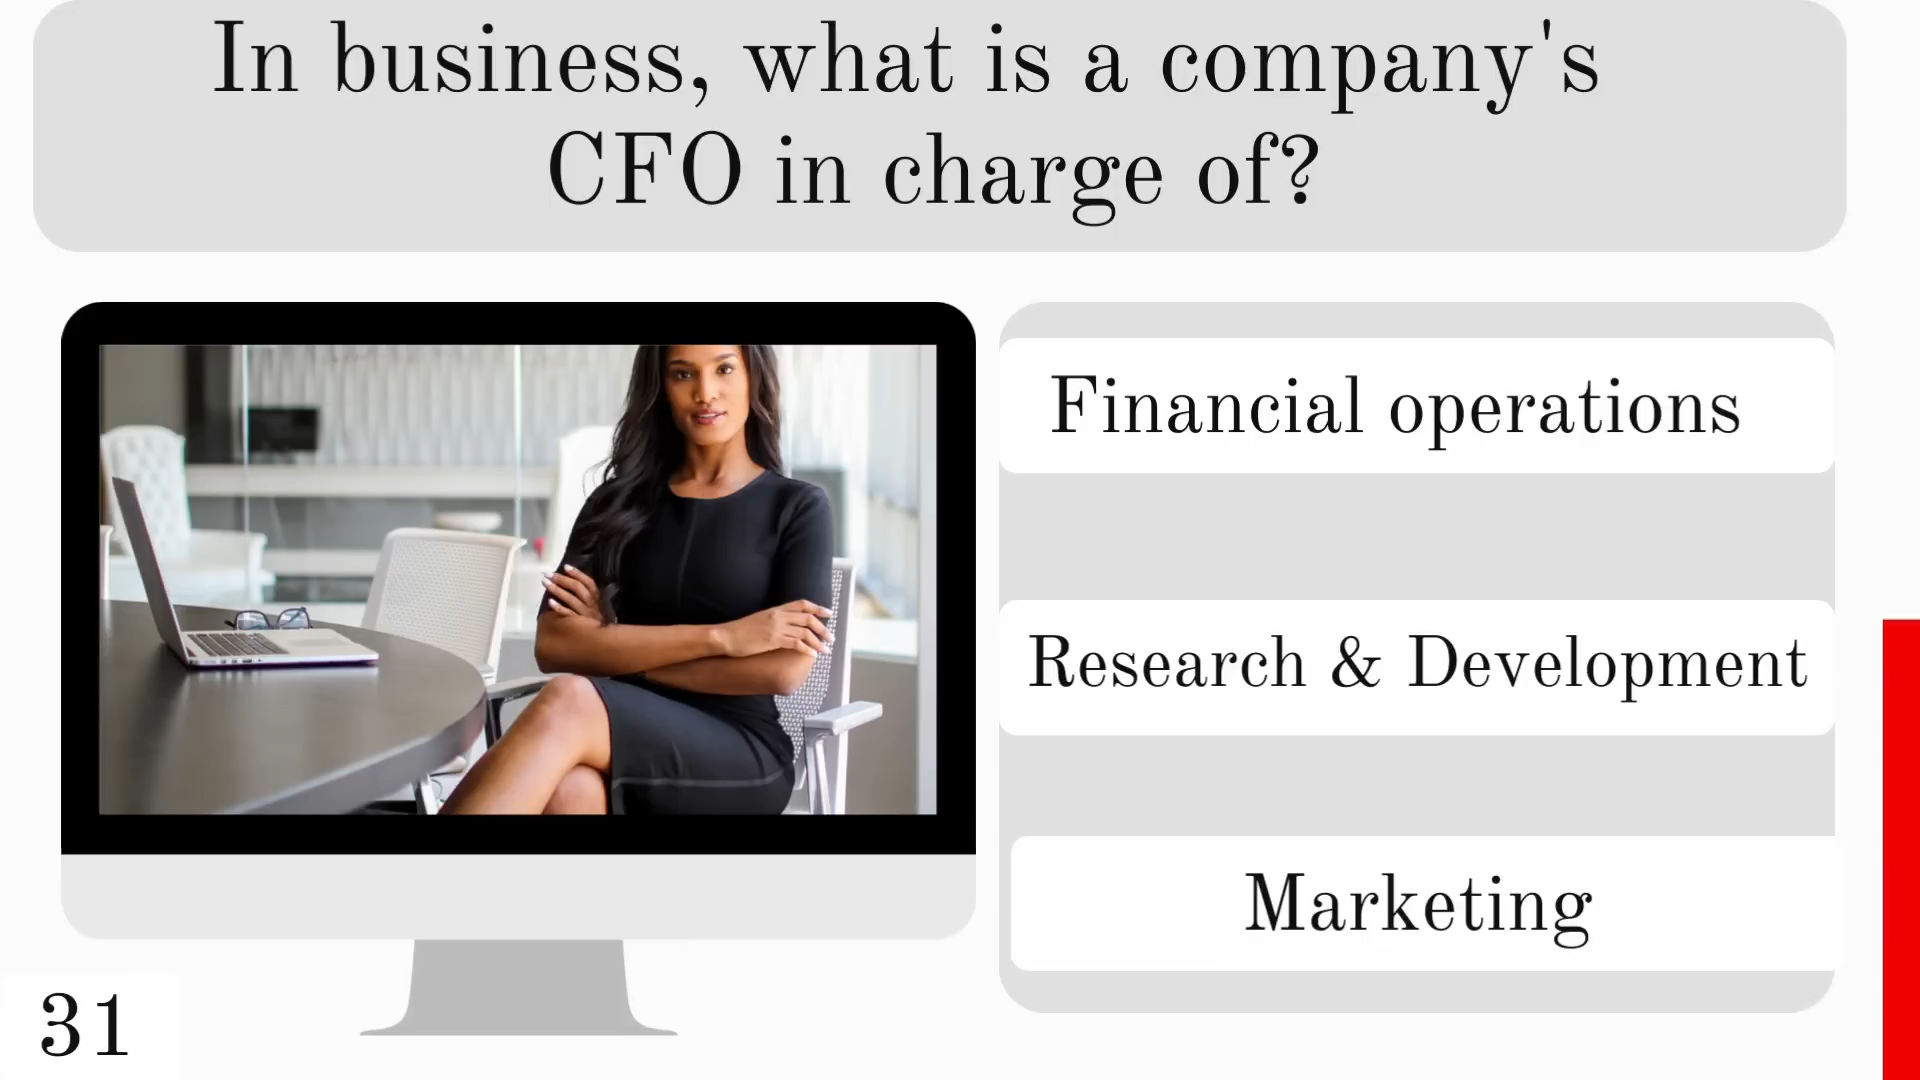 In business, what is a company's
CFO in charge of?
Financial operations
Research & Development
Marketing
31